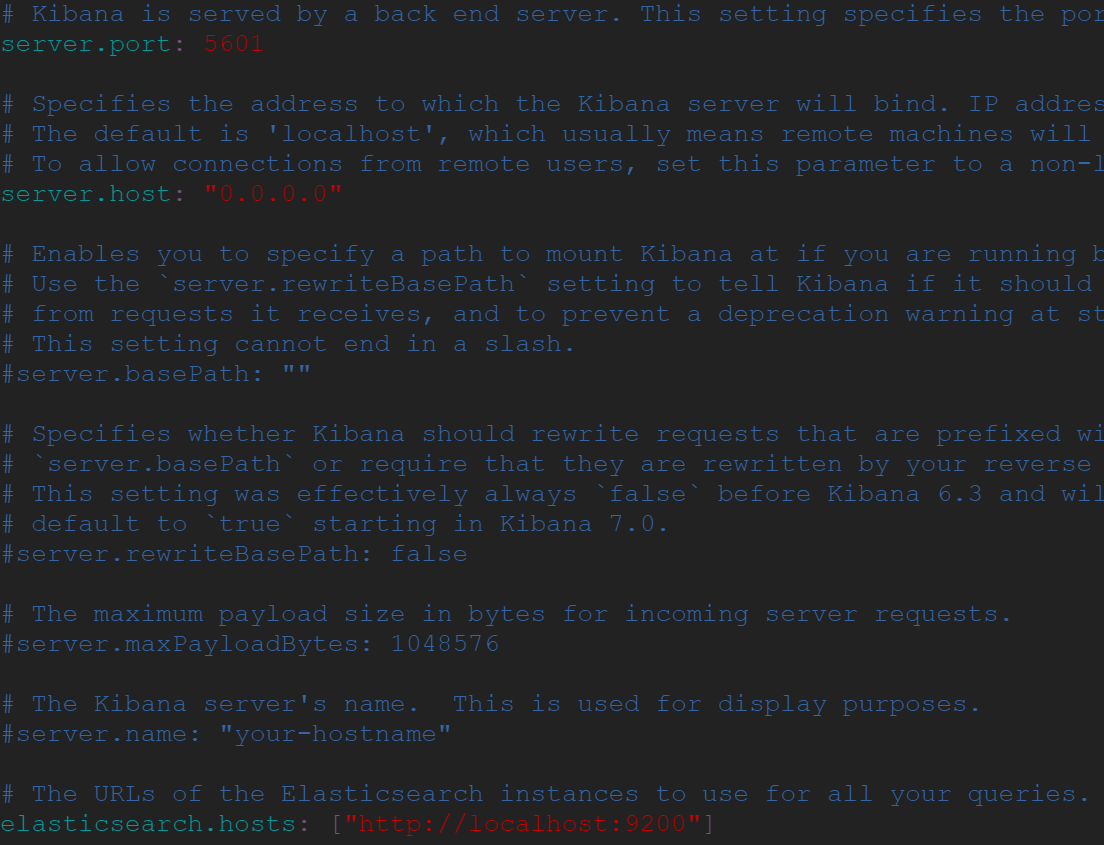 # Kibana is served by a back end server. This setting specifies the por
server.port: 5601
# Specifies the address to which the Kibana server will bind. IP addres
# The default is 'localhost', which usually means remote machines will
# To allow connections from remote users, set this parameter to a non-l
server.host: "0.0.0.0"
# Enables you to specify a path to mount Kibana at if you are running b
# Use the `server.rewriteBasePath` setting to tell Kibana if it should
# from requests it receives, and to prevent a deprecation warning at st
# This setting cannot end in a slash.
#server.basePath: ""
# Specifies whether Kibana should rewrite requests that are prefixed wi
# `server.basePath` or require that they are rewritten by your reverse
# This setting was effectively always `false` before Kibana 6.3 and wil
# default to `true` starting in Kibana 7.0.
#server.rewriteBasePath: false
# The maximum payload size in bytes for incoming server requests.
#server.maxPayloadBytes: 1048576
# The Kibana server's name.  This is used for display purposes.
#server.name: "your-hostname"
# The URLs of the Elasticsearch instances to use for all your queries.
elasticsearch.hosts: ["http://localhost:9200"]